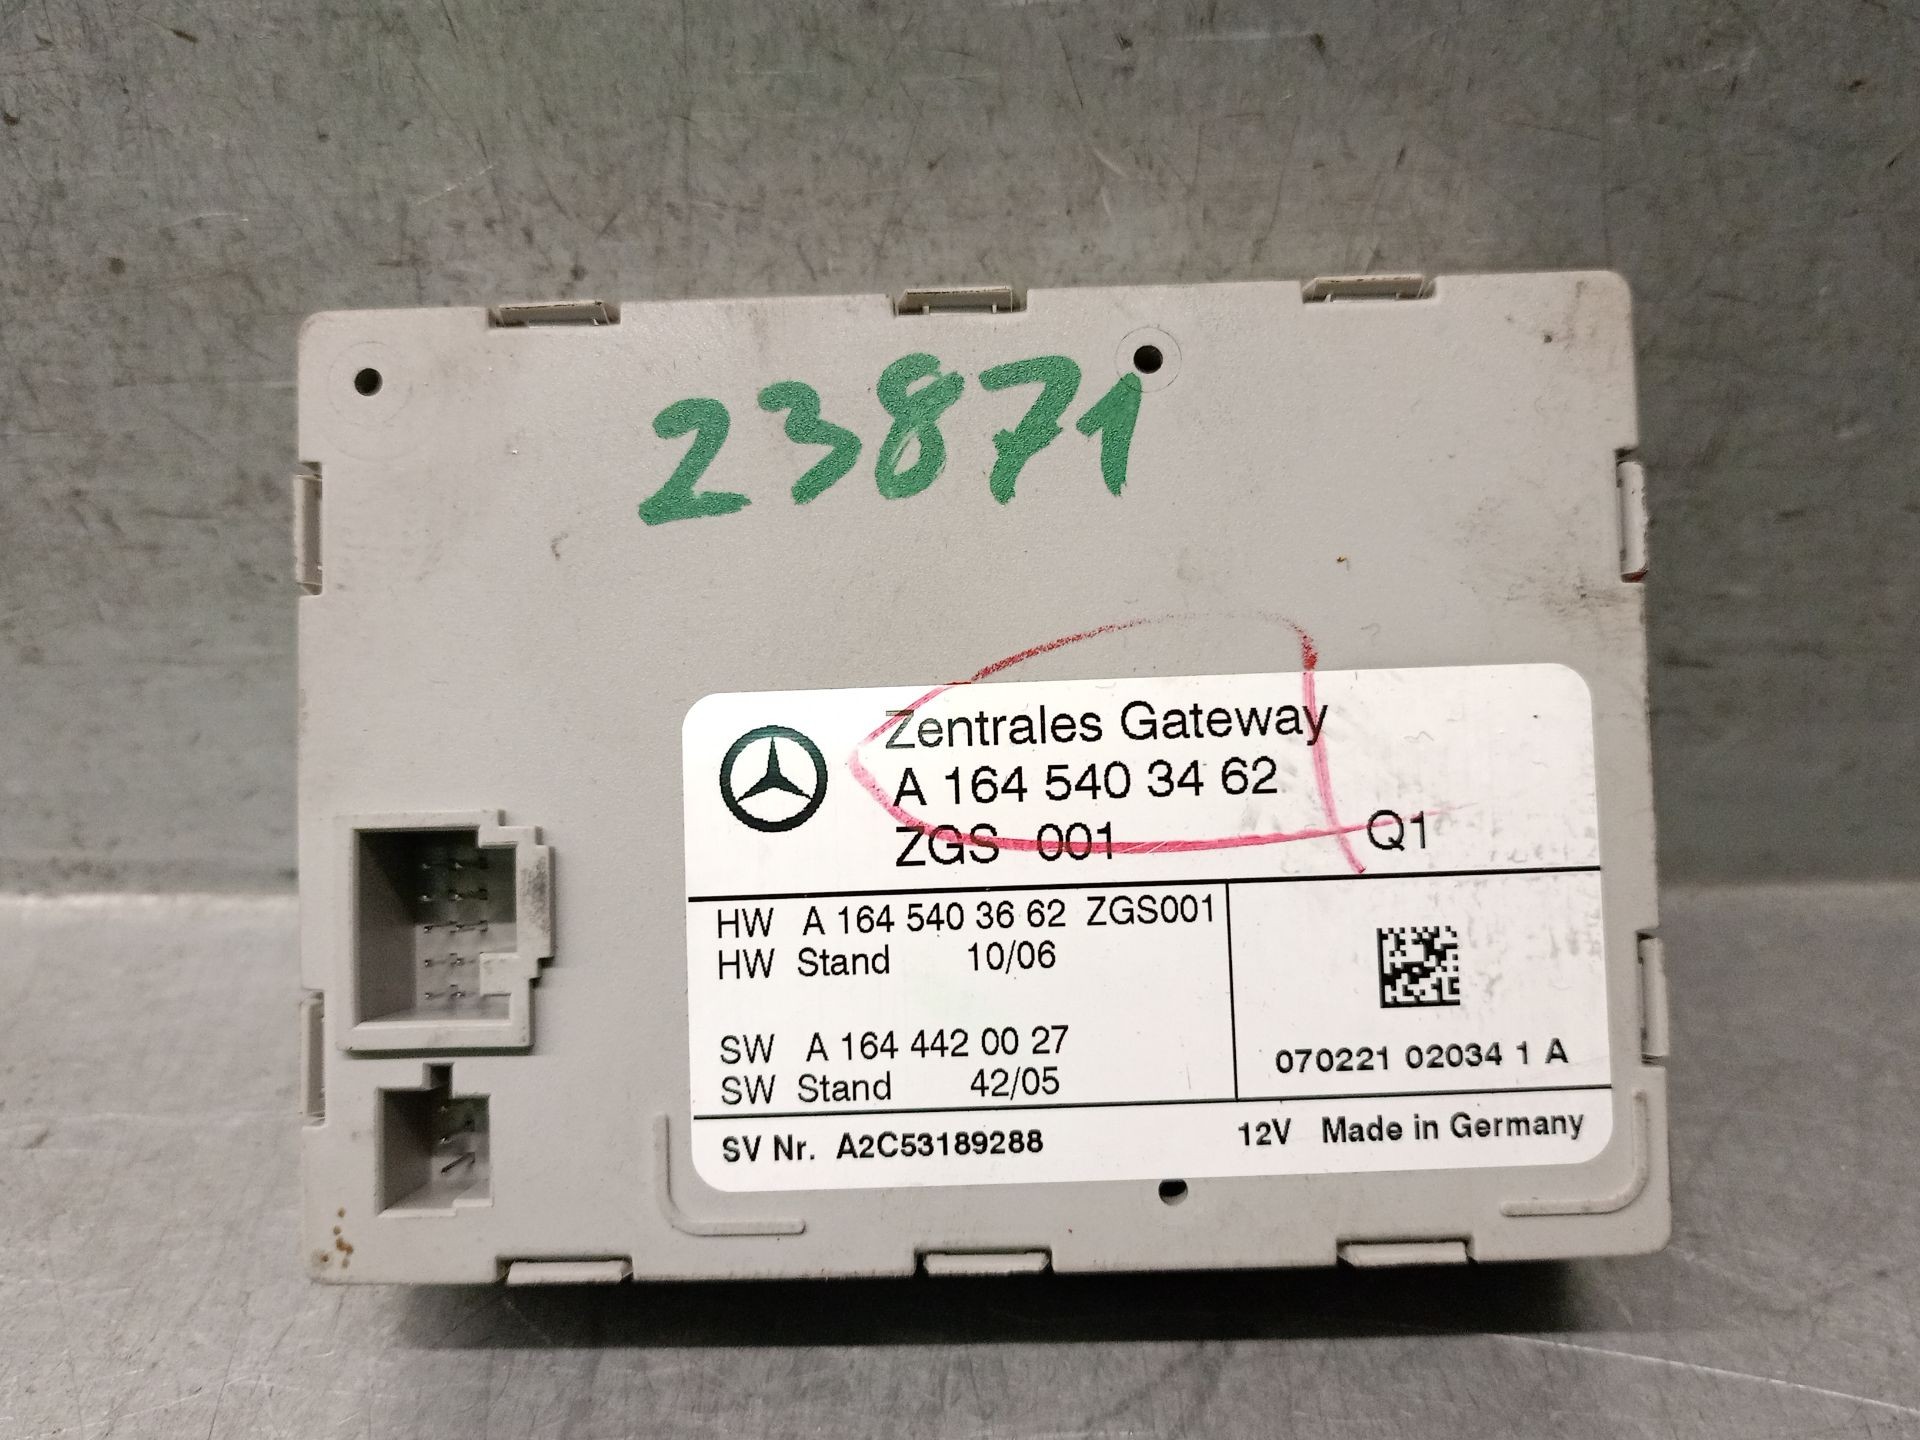 23871
Zentrales Gateway
A 164 540 34 62
ZGS 001 Q1
HW A 164 540 36 62 ZGS001
HW Stand 10/06
SW A 164 442 00 27
SW Stand 42/05
070221 02034 1 A
SV Nr. A2C53189288
12V Made in Germany